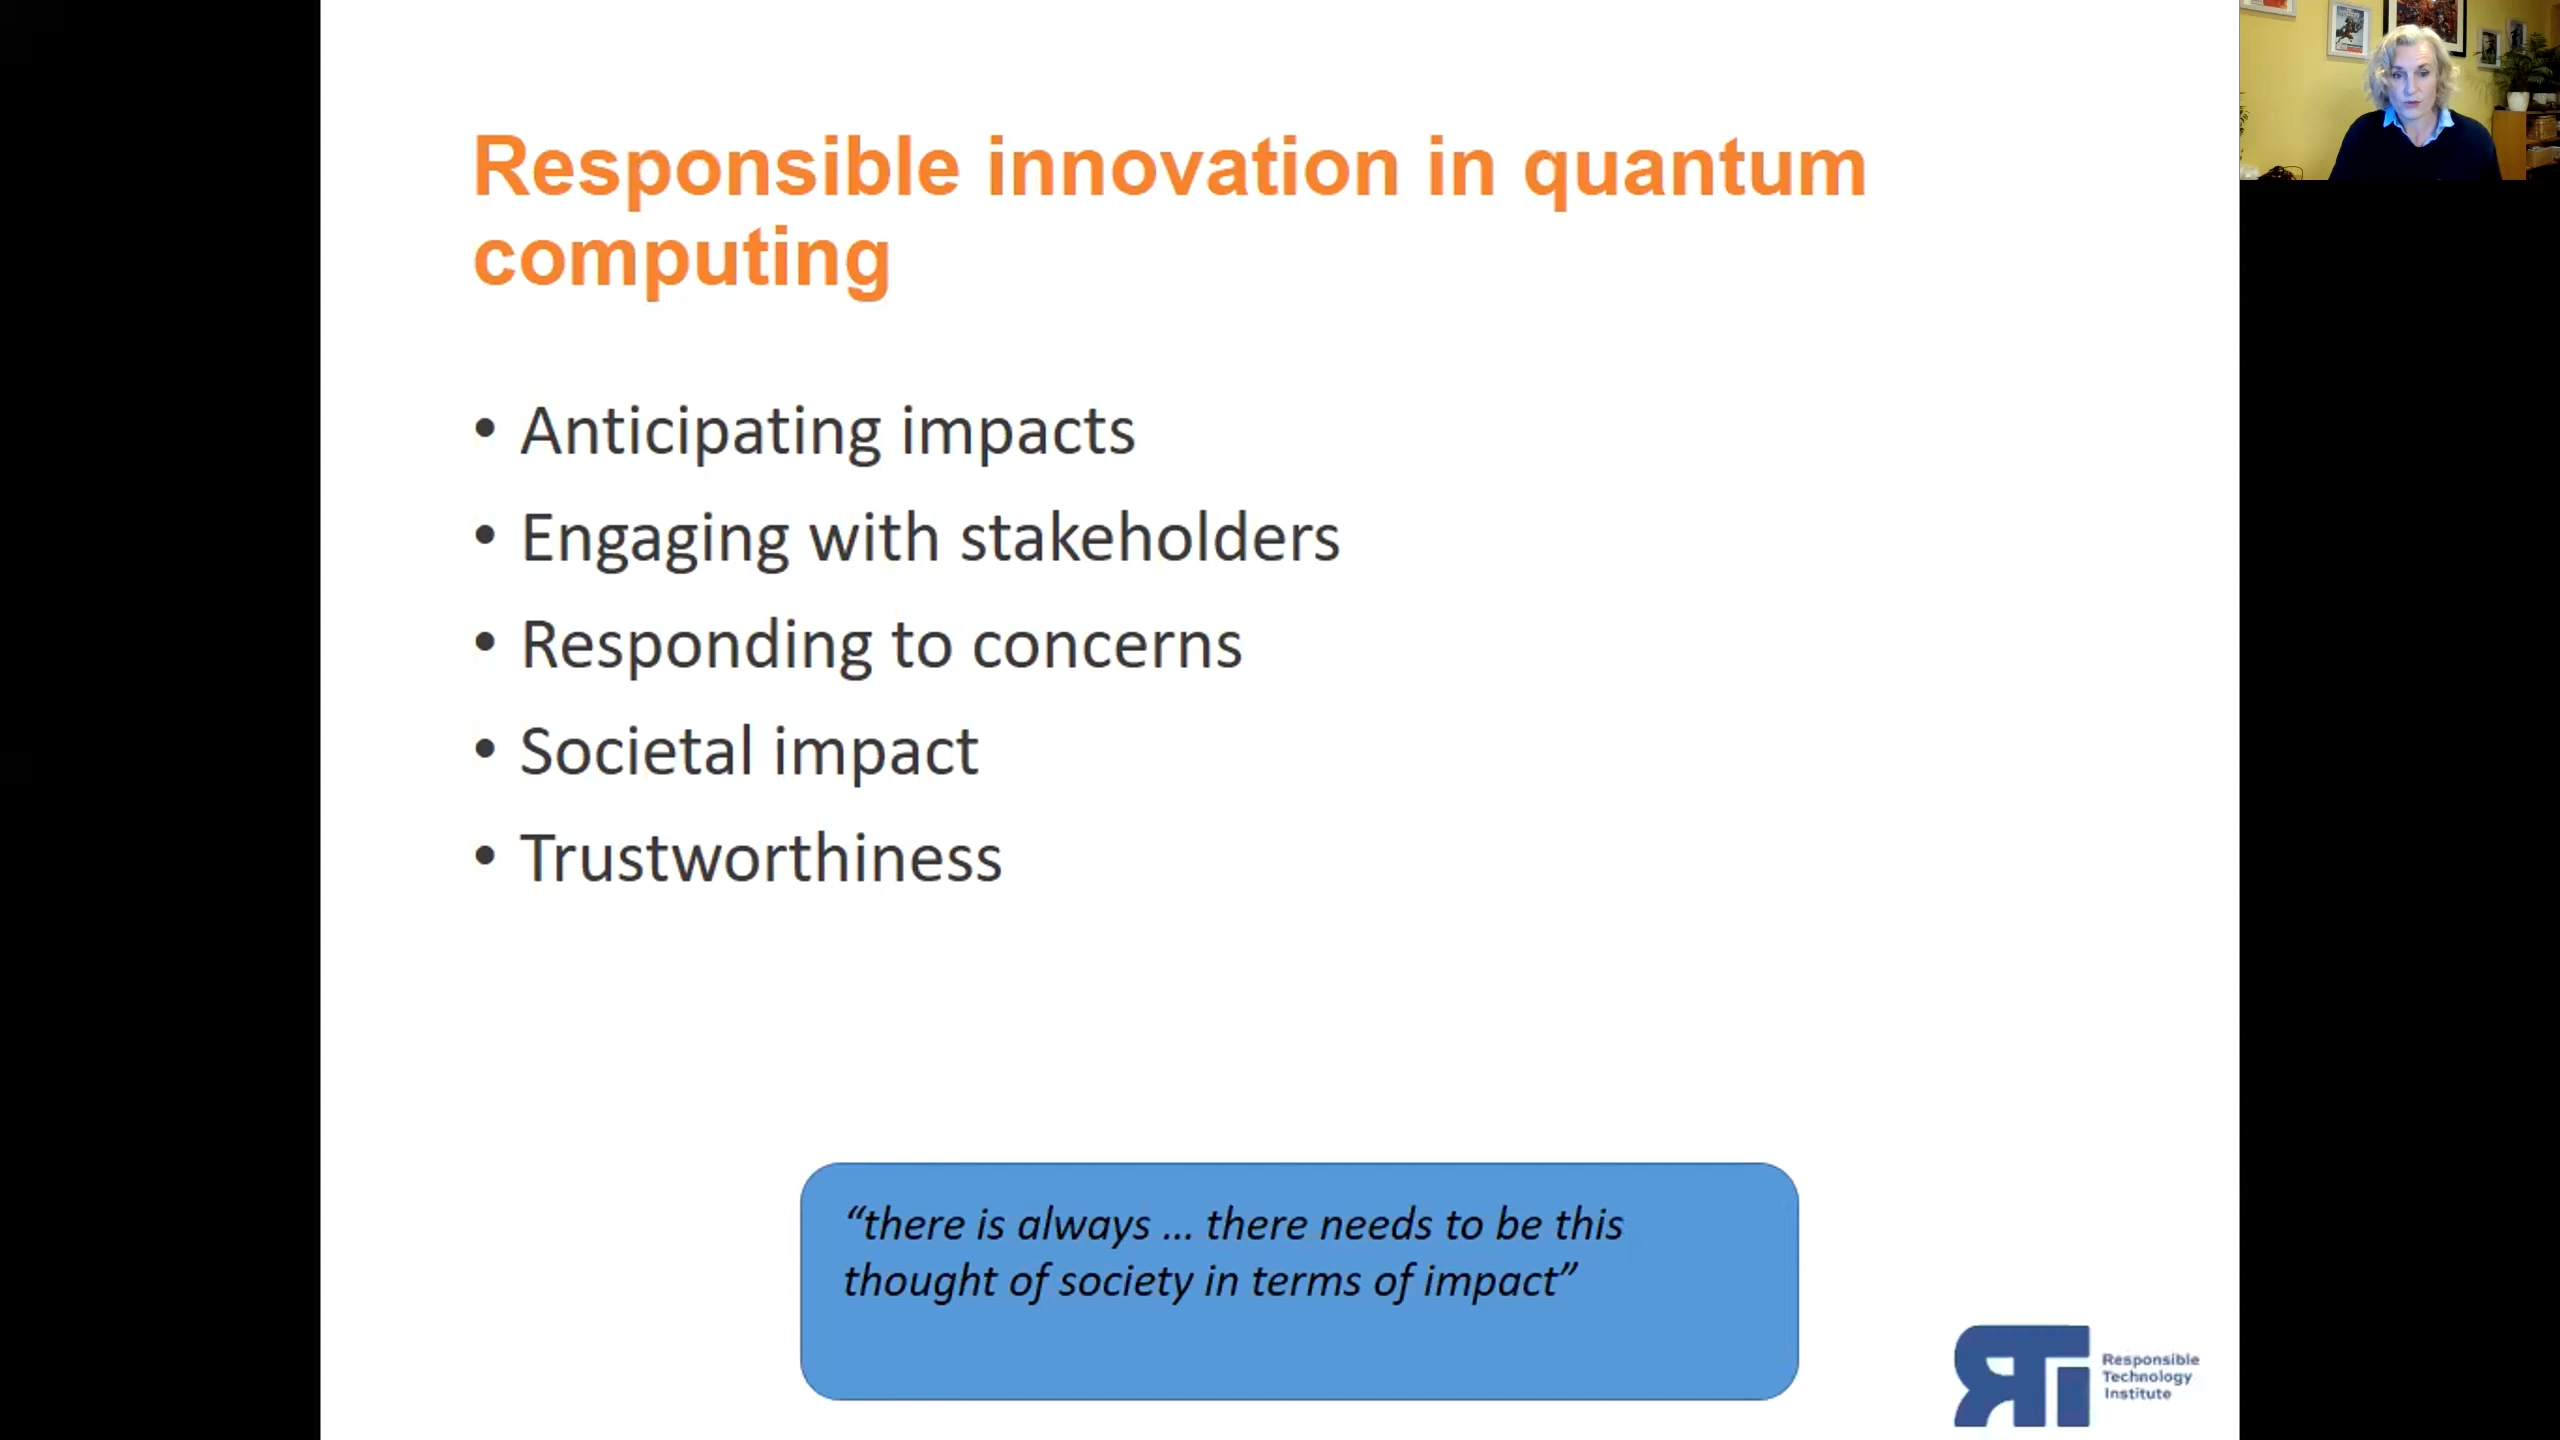 Responsible innovation in quantum
computing
• Anticipating impacts
• Engaging with stakeholders
• Responding to concerns
• Societal impact
• Trustworthiness
“there is always ... there needs to be this
thought of society in terms of impact”
RTi
Responsible
Technology
Institute